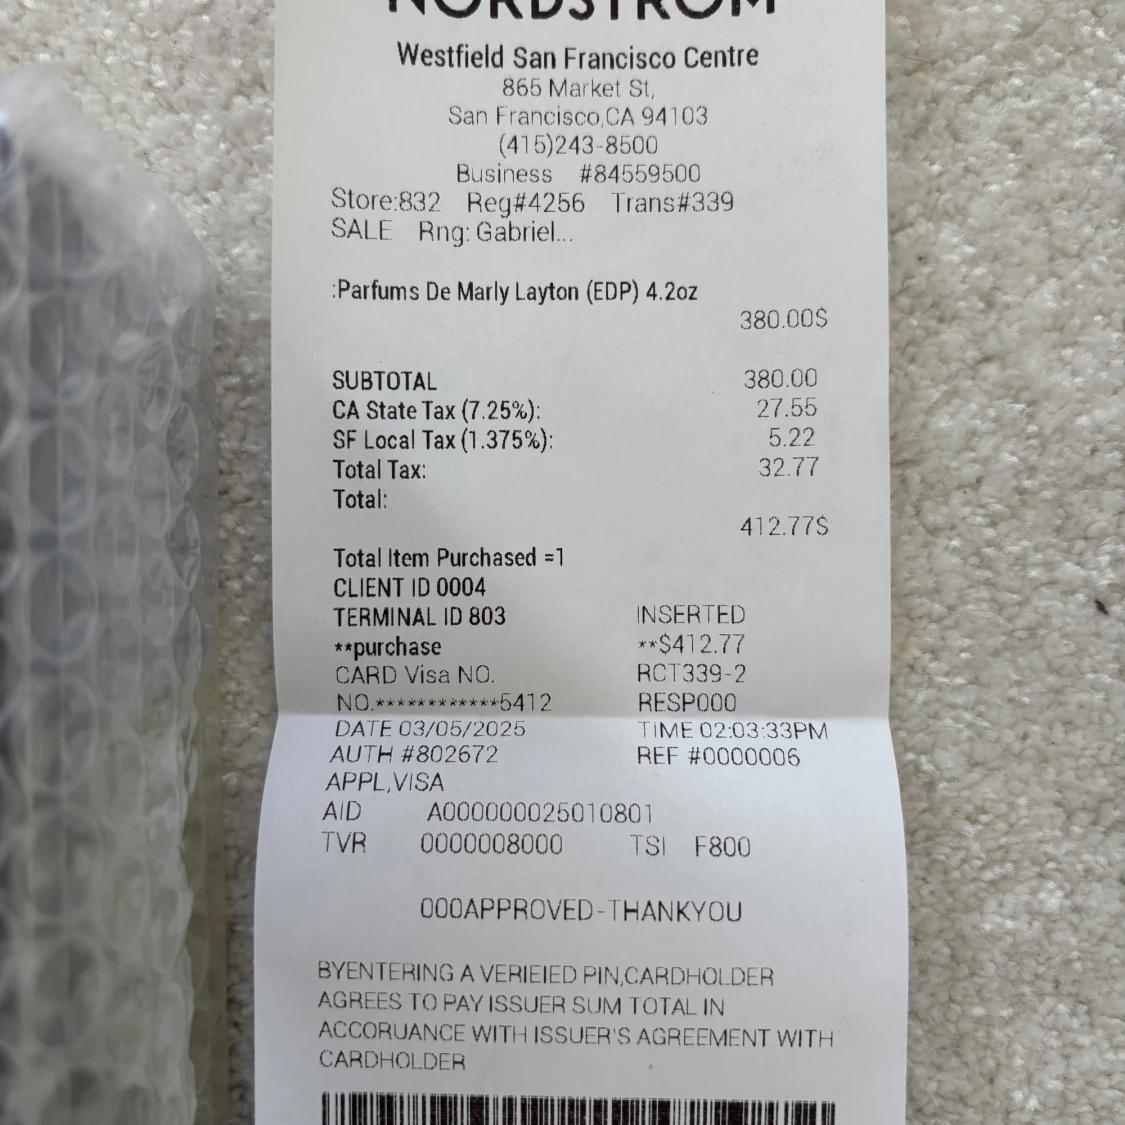 NORDSTROM
Westfield San Francisco Centre
865 Market St,
San Francisco,CA 94103
(415)243-8500
Business #84559500
Store:832 Reg#4256 Trans#339
SALE Rng: Gabriel...
:Parfums De Marly Layton (EDP) 4.2oz
380.00$
SUBTOTAL 380.00
CA State Tax (7.25%): 27.55
SF Local Tax (1.375%): 5.22
Total Tax: 32.77
Total:
412.77$
Total Item Purchased =1
CLIENT ID 0004
TERMINAL ID 803 INSERTED
**purchase **$412.77
CARD Visa NO. RCT339-2
NO.************5412 RESP000
DATE 03/05/2025 TIME 02:03:33PM
AUTH #802672 REF #0000006
APPL,VISA
AID A000000025010801
TVR 0000008000 TSI F800
000APPROVED-THANKYOU
BYENTERING A VERIEIED PIN,CARDHOLDER
AGREES TO PAY ISSUER SUM TOTAL IN
ACCORUANCE WITH ISSUER'S AGREEMENT WITH
CARDHOLDER